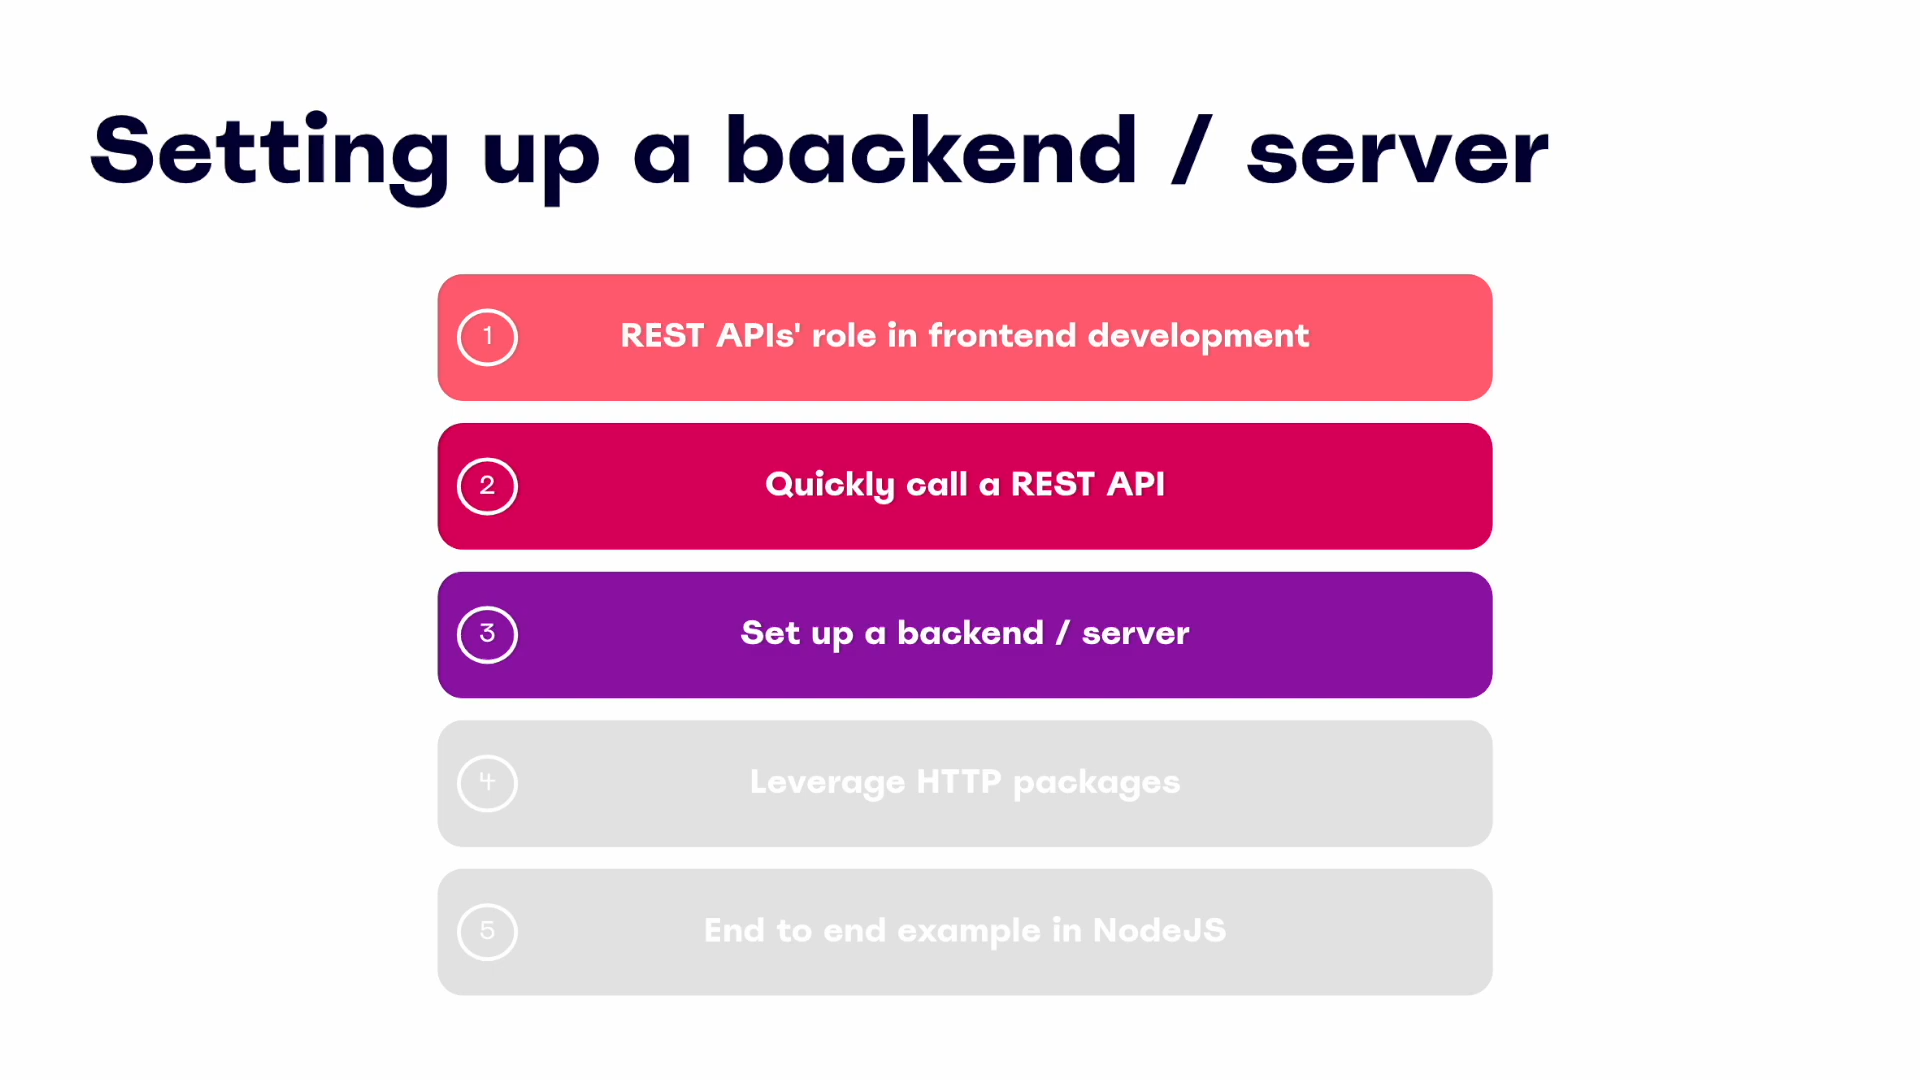 Setting up a backend / server
1 REST APIs' role in frontend development
2 Quickly call a REST API
3 Set up a backend / server
4 Leverage HTTP packages
5 End to end example in NodeJS